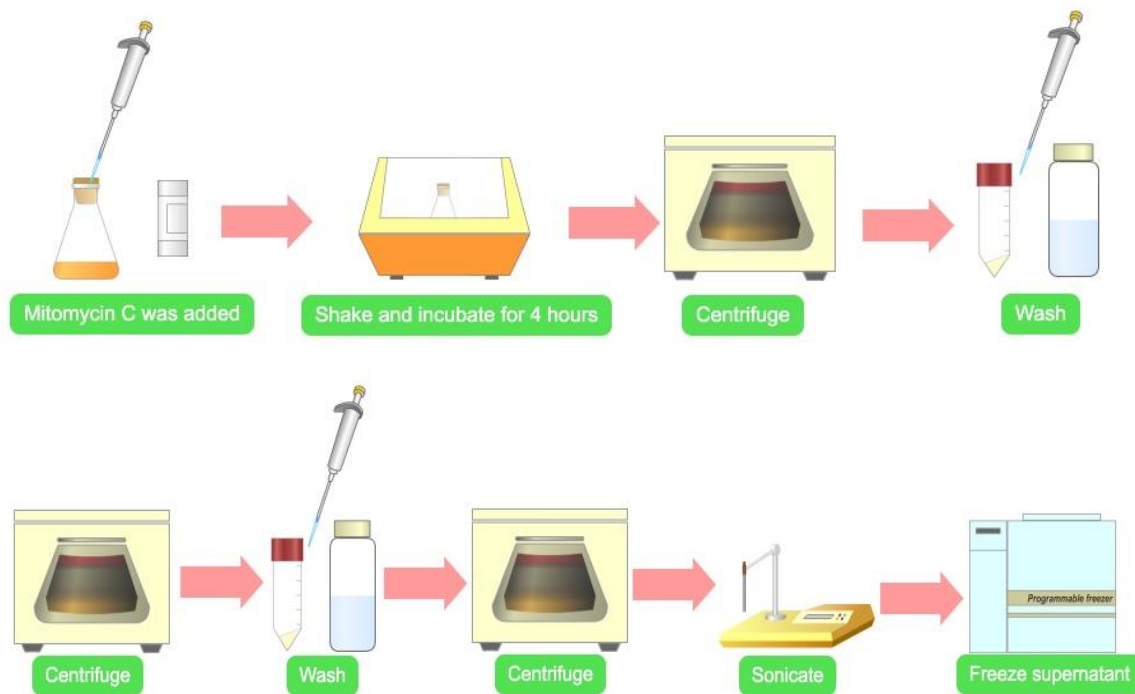 Mitomycin C was added
Shake and incubate for 4 hours
Centrifuge
Wash
Programmable freezer
Centrifuge
Wash
Centrifuge
Sonicate
Freeze supernatant